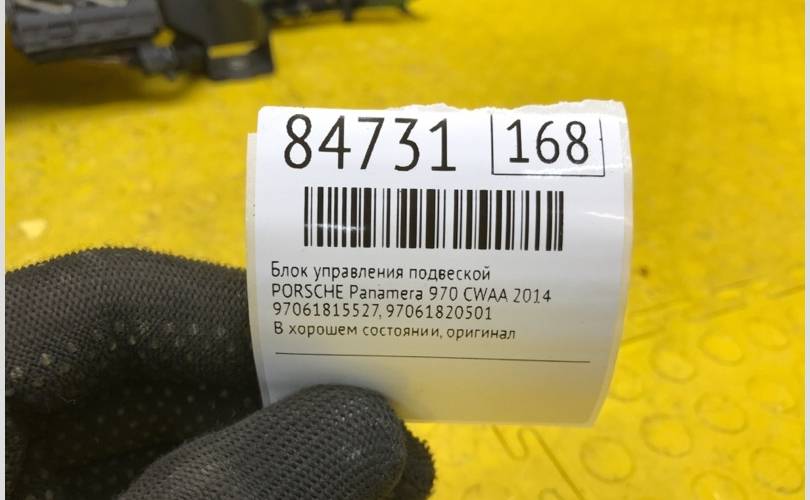 84731 168
Блок управления подвеской
PORSCHE Panamera 970 CWAA 2014
97061815527, 97061820501
В хорошем состоянии, оригинал